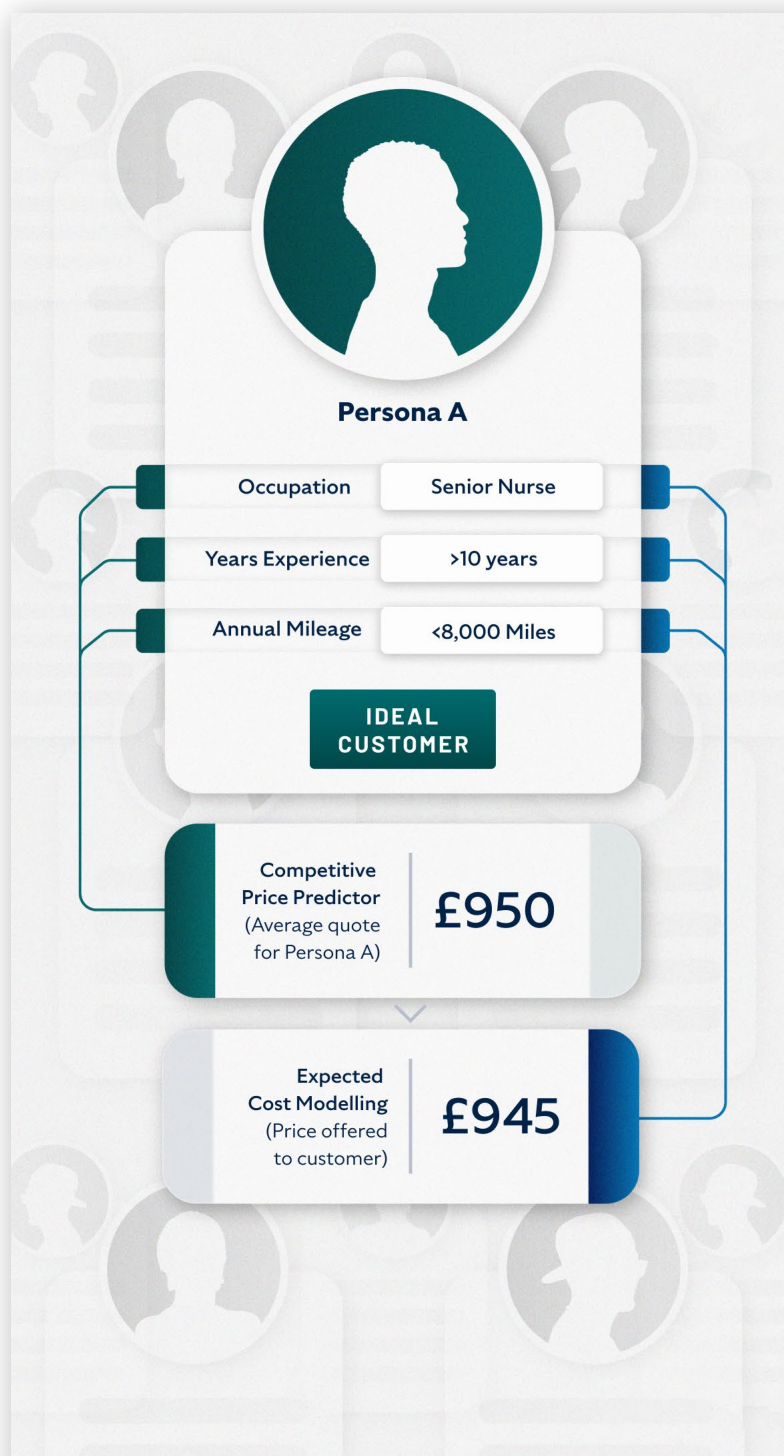 Persona A
Occupation
Senior Nurse
Years Experience
>10 years
Annual Mileage
<8,000 Miles
IDEAL
CUSTOMER
Competitive
Price Predictor
(Average quote
for Persona A)
£950
Expected
Cost Modelling
(Price offered
to customer)
£945